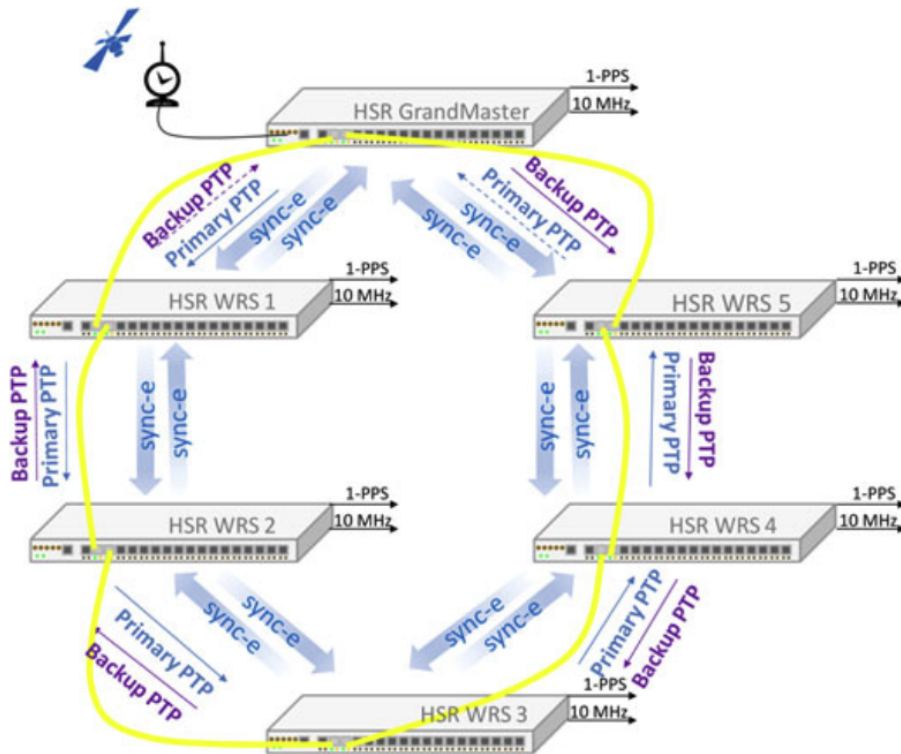 1-PPS
HSR GrandMaster
10 MHz
Backup PTP
Primary PTP
sync-e
sync-e
sync-e
sync-e
Primary PTP
Backup PTP
1-PPS
HSR WRS 1
10 MHz
1-PPS
HSR WRS 5
10 MHz
Backup PTP
Primary PTP
sync-e
sync-e
sync-e
sync-e
Primary PTP
Backup PTP
1-PPS
HSR WRS 2
10 MHz
1-PPS
HSR WRS 4
10 MHz
Primary PTP
Backup PTP
sync-e
sync-e
sync-e
sync-e
Primary PTP
Backup PTP
1-PPS
HSR WRS 3
10 MHz